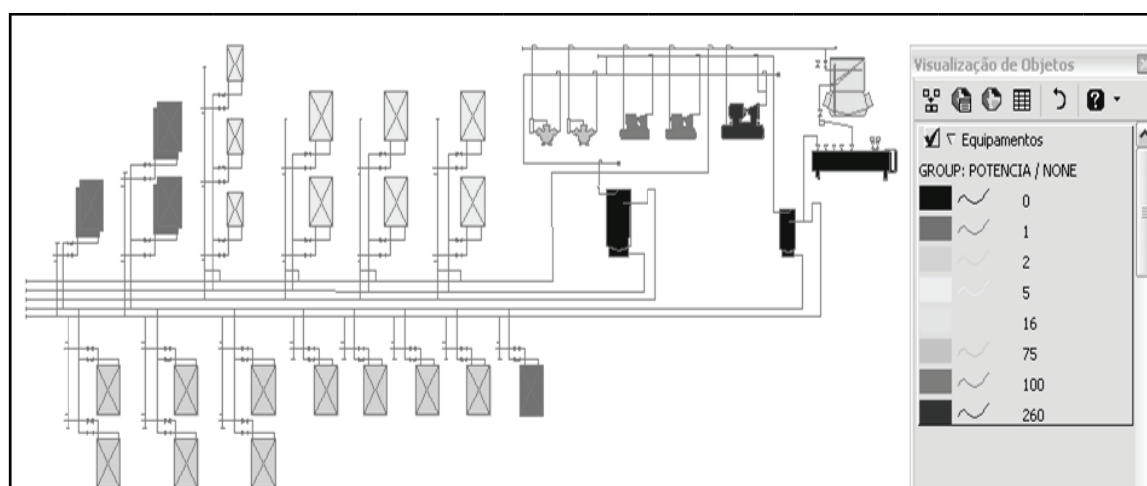 Visualização de Objetos
Equipamentos
GROUP: POTENCIA / NONE
0
1
2
5
16
75
100
260